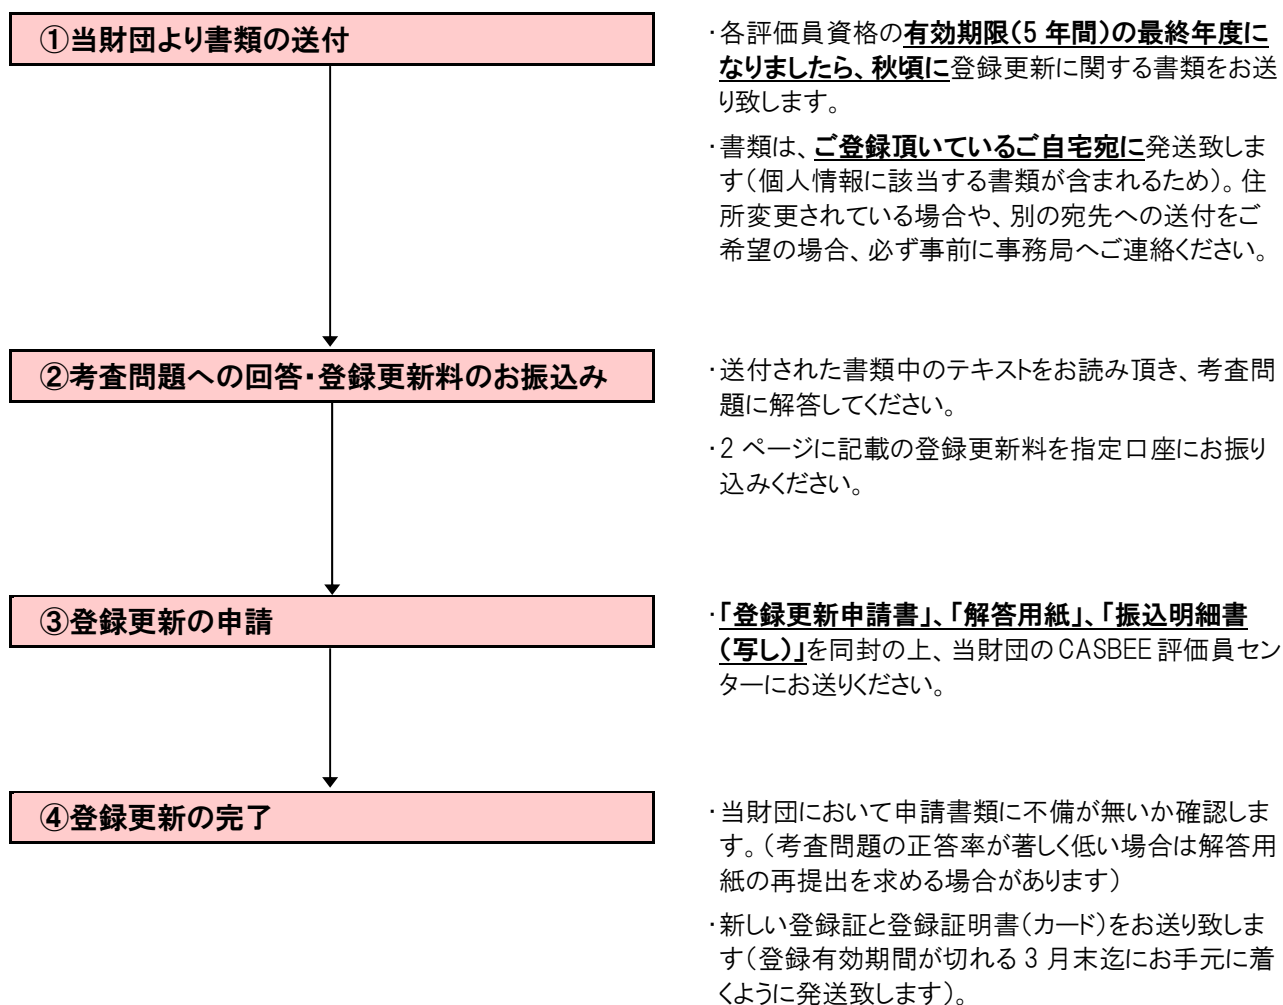 ①当財団より書類の送付
・各評価員資格の有効期限（5 年間）の最終年度に
なりましたら、秋頃に登録更新に関する書類をお送
り致します。
・書類は、ご登録頂いているご自宅宛に発送致しま
す（個人情報に該当する書類が含まれるため）。住
所変更されている場合や、別の宛先への送付をご
希望の場合、必ず事前に事務局へご連絡ください。
②考査問題への回答・登録更新料のお振込み
・送付された書類中のテキストをお読み頂き、考査問
題に解答してください。
・2 ページに記載の登録更新料を指定口座にお振り
込みください。
③登録更新の申請
・「登録更新申請書」、「解答用紙」、「振込明細書
（写し）」を同封の上、当財団の CASBEE 評価員セン
ターにお送りください。
④登録更新の完了
・当財団において申請書類に不備が無いか確認しま
す。（考査問題の正答率が著しく低い場合は解答用
紙の再提出を求める場合があります）
・新しい登録証と登録証明書（カード）をお送り致しま
す（登録有効期間が切れる 3 月末迄にお手元に着
くように発送致します）。